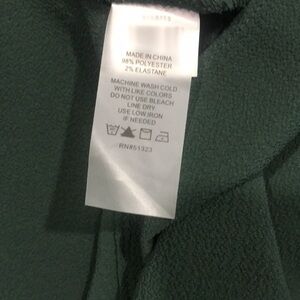 MADE IN CHINA
98% POLYESTER
2% ELASTANE
MACHINE WASH COLD
WITH LIKE COLORS
DO NOT USE BLEACH
LINE DRY
USE LOW IRON
IF NEEDED
RN#51323